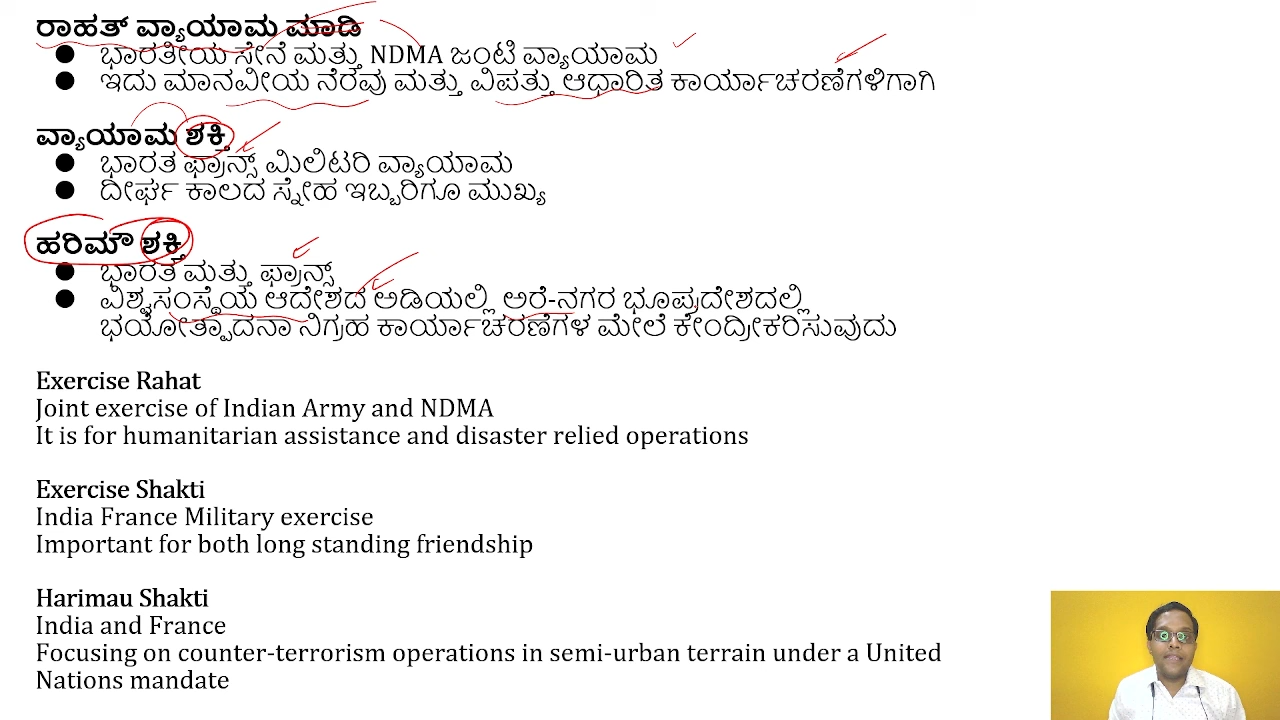 ರಾಹತ್ ವ್ಯಾಯಾಮ ಮಾಡಿ
● ಭಾರತೀಯ ಸೇನೆ ಮತ್ತು NDMA ಜಂಟಿ ವ್ಯಾಯಾಮ
● ಇದು ಮಾನವೀಯ ನೆರವು ಮತ್ತು ವಿಪತ್ತು ಆಧಾರಿತ ಕಾರ್ಯಾಚರಣೆಗಳಿಗಾಗಿ
ವ್ಯಾಯಾಮ ಶಕ್ತಿ
● ಭಾರತ ಫ್ರಾನ್ಸ್ ಮಿಲಿಟರಿ ವ್ಯಾಯಾಮ
● ದೀರ್ಘ ಕಾಲದ ಸ್ನೇಹ ಇಬ್ಬರಿಗೂ ಮುಖ್ಯ
ಹರಿಮೌ ಶಕ್ತಿ
● ಭಾರತ ಮತ್ತು ಫ್ರಾನ್ಸ್
● ವಿಶ್ವಸಂಸ್ಥೆಯ ಆದೇಶದ ಅಡಿಯಲ್ಲಿ ಅರೆ-ನಗರ ಭೂಪ್ರದೇಶದಲ್ಲಿ
ಭಯೋತ್ಪಾದನಾ ನಿಗ್ರಹ ಕಾರ್ಯಾಚರಣೆಗಳ ಮೇಲೆ ಕೇಂದ್ರೀಕರಿಸುವುದು
Exercise Rahat
Joint exercise of Indian Army and NDMA
It is for humanitarian assistance and disaster relied operations
Exercise Shakti
India France Military exercise
Important for both long standing friendship
Harimau Shakti
India and France
Focusing on counter-terrorism operations in semi-urban terrain under a United
Nations mandate